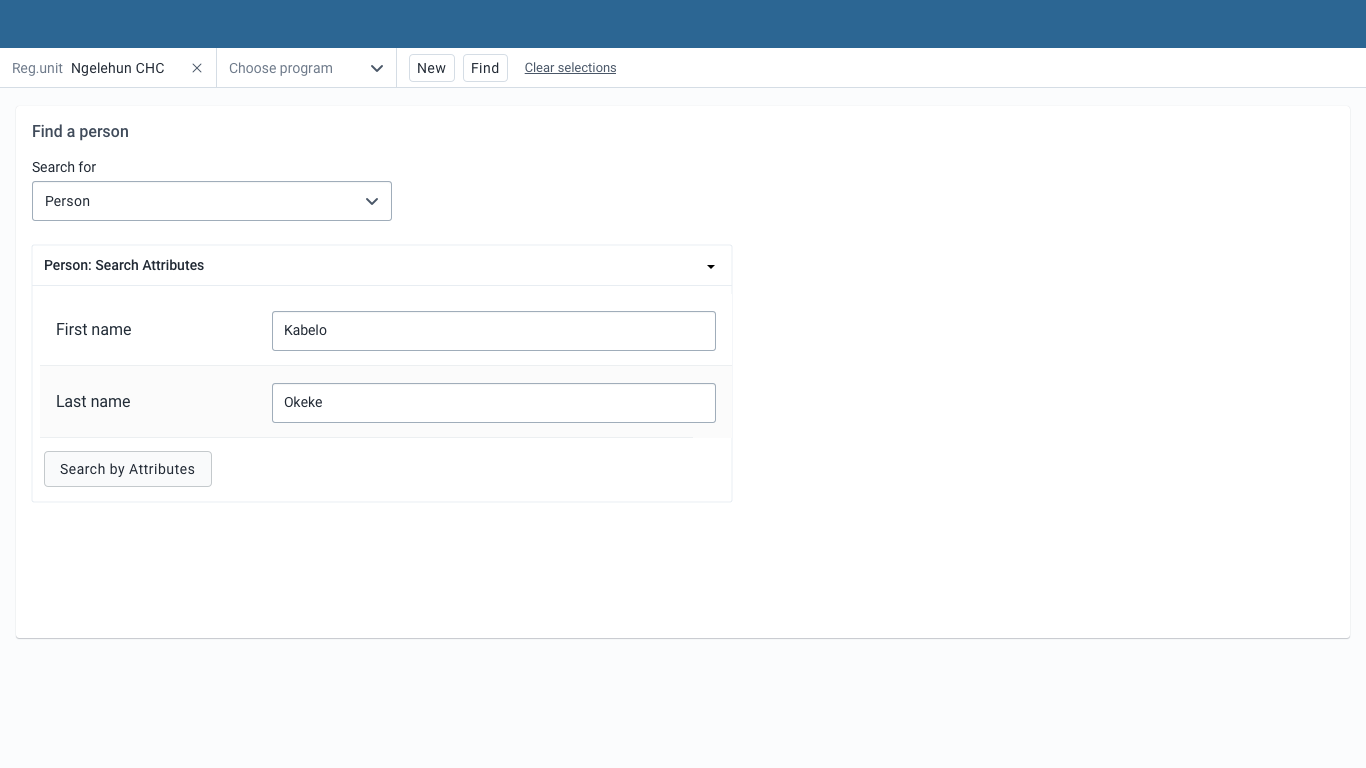 Reg.unit Ngelehun CHC Choose program New Find Clear selections
Find a person
Search for
Person
Person: Search Attributes
First name Kabelo
Last name Okeke
Search by Attributes